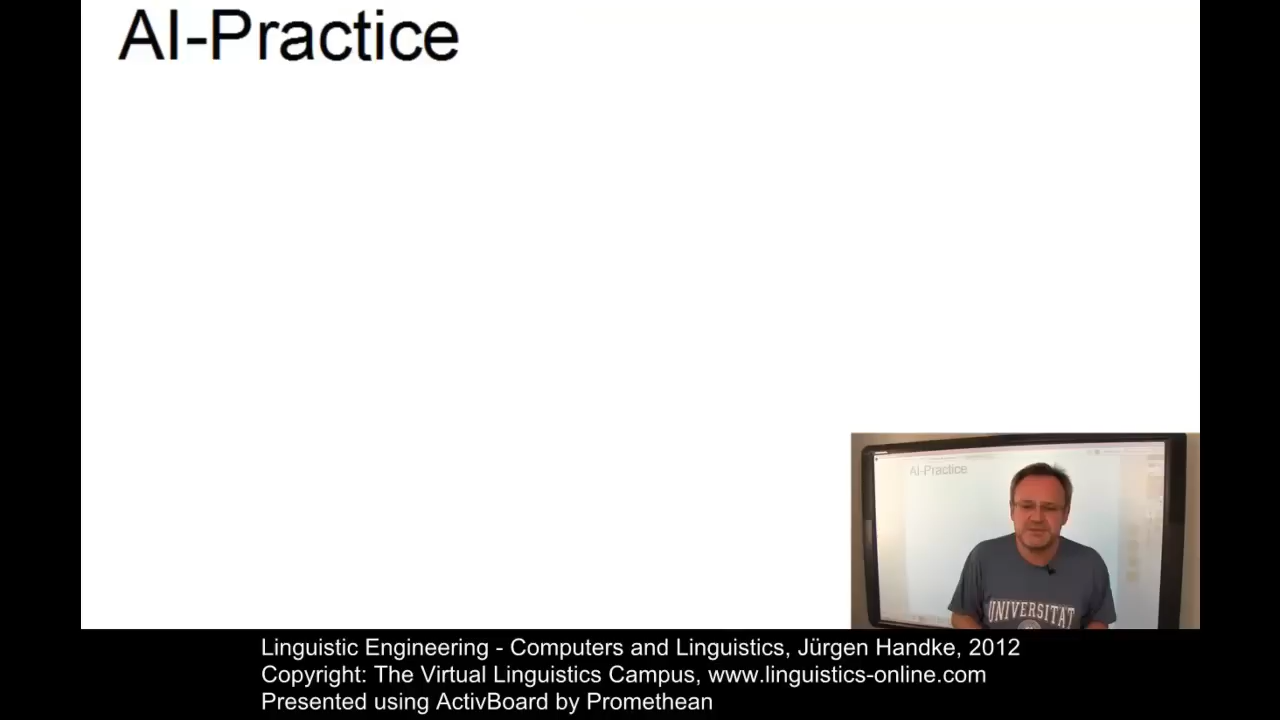 AI-Practice
AI-Practice
UNIVERSITAT
Linguistic Engineering - Computers and Linguistics, Jürgen Handke, 2012
Copyright: The Virtual Linguistics Campus, www.linguistics-online.com
Presented using ActivBoard by Promethean